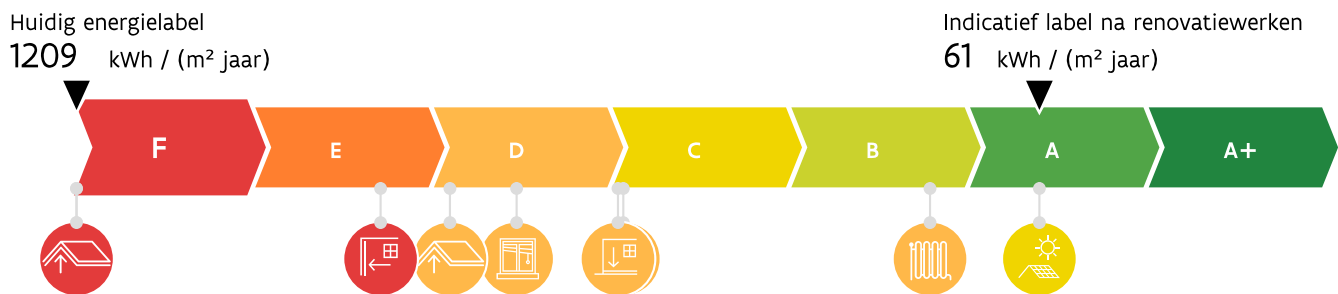 Huidig energielabel
1209 kWh / (m² jaar)
Indicatief label na renovatiewerken
61 kWh / (m² jaar)
F E D C B A A+